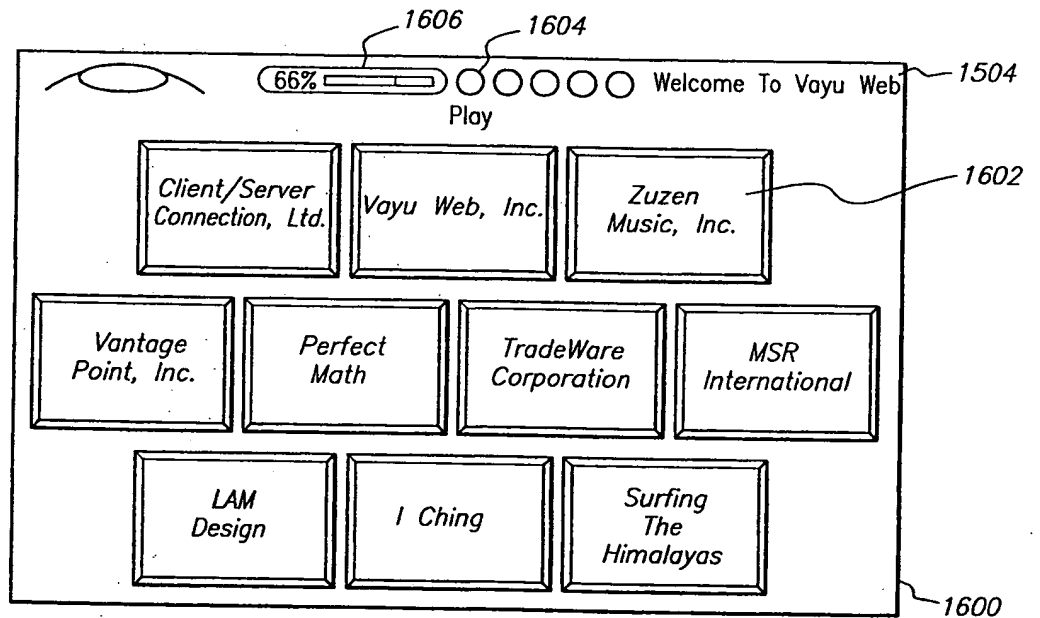 1606
1604
66%
Welcome To Vayu Web
1504
Play
Client/Server
Connection, Ltd.
Vayu Web, Inc.
Zuzen
Music, Inc.
1602
Vantage
Point, Inc.
Perfect
Math
TradeWare
Corporation
MSR
International
LAM
Design
I Ching
Surfing
The
Himalayas
1600